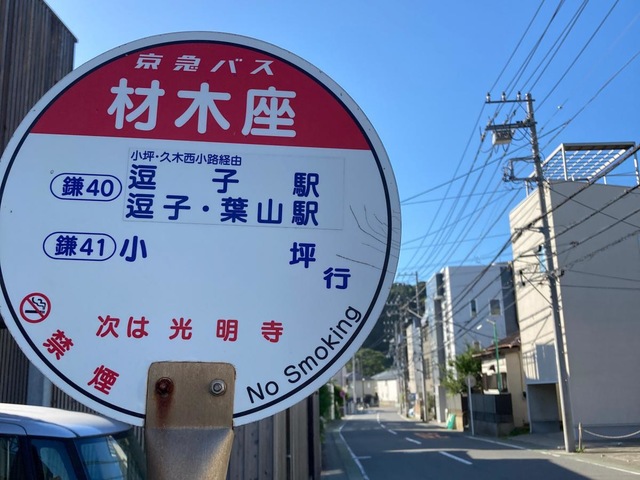 京急バス
材木座
小坪・久木西小路経由
鎌40 逗子駅
逗子・葉山駅
鎌41 小坪行
次は光明寺
禁煙
No Smoking